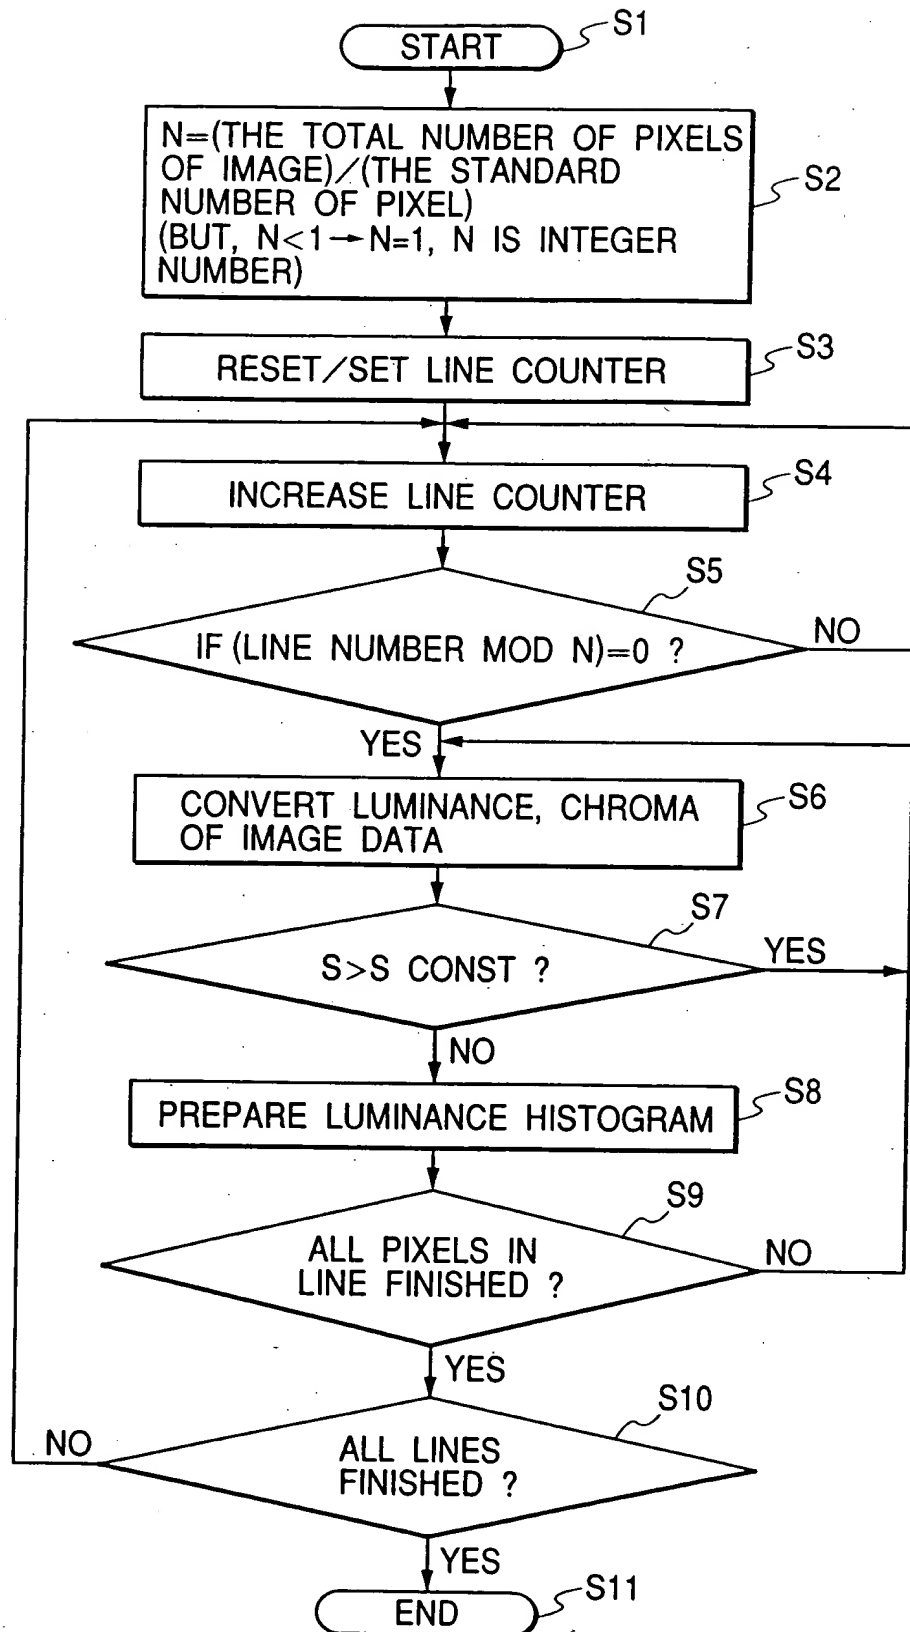 START
S1
N=(THE TOTAL NUMBER OF PIXELS
OF IMAGE)/(THE STANDARD
NUMBER OF PIXEL)
(BUT, N<1→N=1, N IS INTEGER
NUMBER)
S2
RESET/SET LINE COUNTER
S3
INCREASE LINE COUNTER
S4
IF (LINE NUMBER MOD N)=0 ?
S5
NO
YES
CONVERT LUMINANCE, CHROMA
OF IMAGE DATA
S6
S>S CONST ?
S7
YES
NO
PREPARE LUMINANCE HISTOGRAM
S8
ALL PIXELS IN
LINE FINISHED ?
S9
NO
YES
ALL LINES
FINISHED ?
S10
NO
YES
END
S11